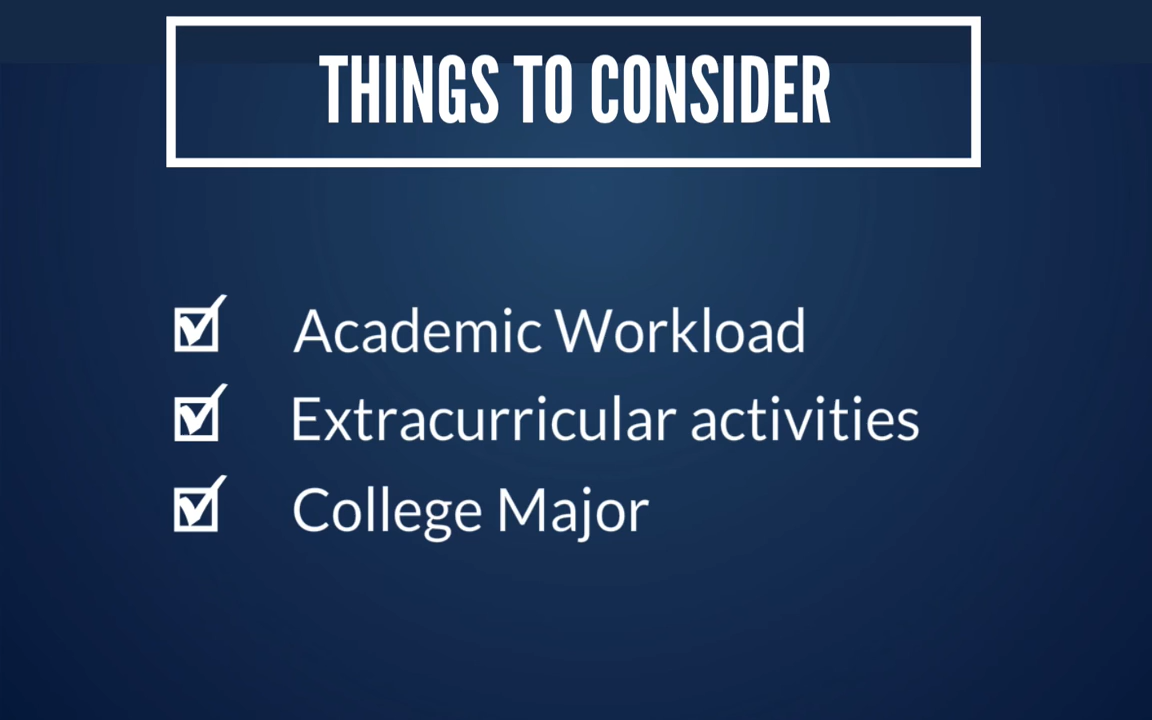 THINGS TO CONSIDER
Academic Workload
Extracurricular activities
College Major